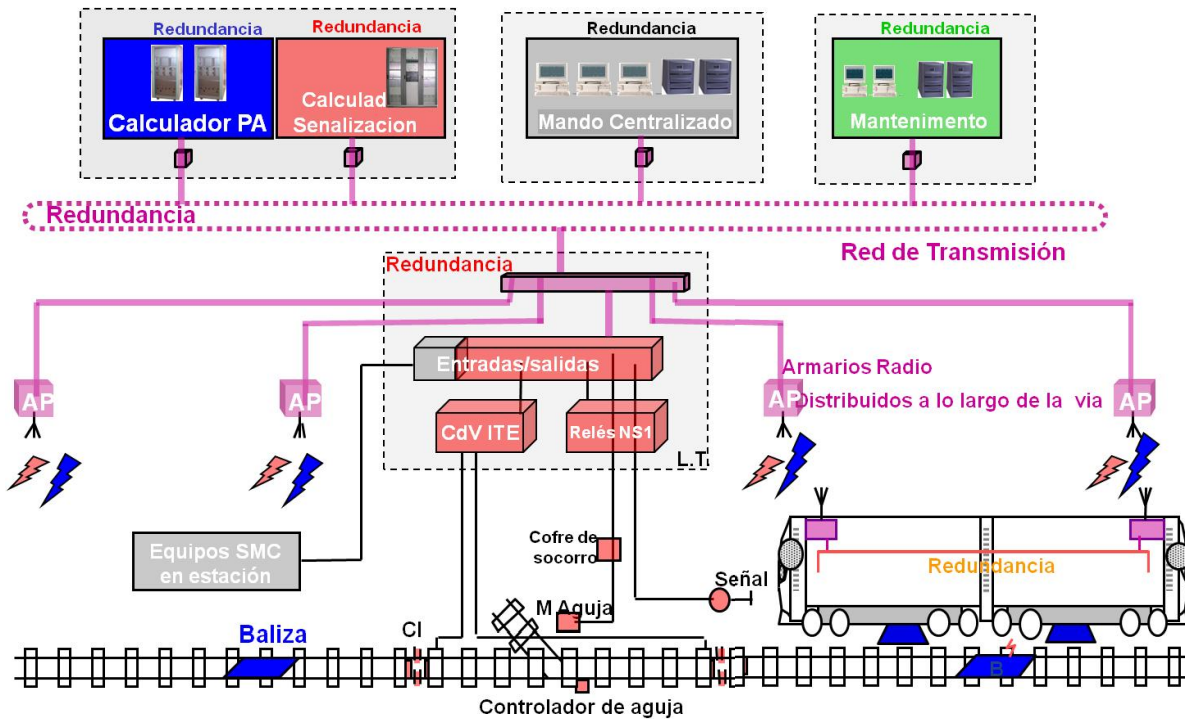 Redundancia
Redundancia
Redundancia
Redundancia
Calculador PA
Calculad
Senalizacion
Mando Centralizado
Mantenimento
Redundancia
Red de Transmisión
Redundancia
Entradas/salidas
Armarios Radio
Distribuidos a lo largo de la via
AP
AP
AP
AP
CdV ITE
Relés NS1
L.T.
Equipos SMC
en estación
Cofre de
socorro
Redundancia
Señal
M Aguja
Baliza
CI
B
Controlador de aguja